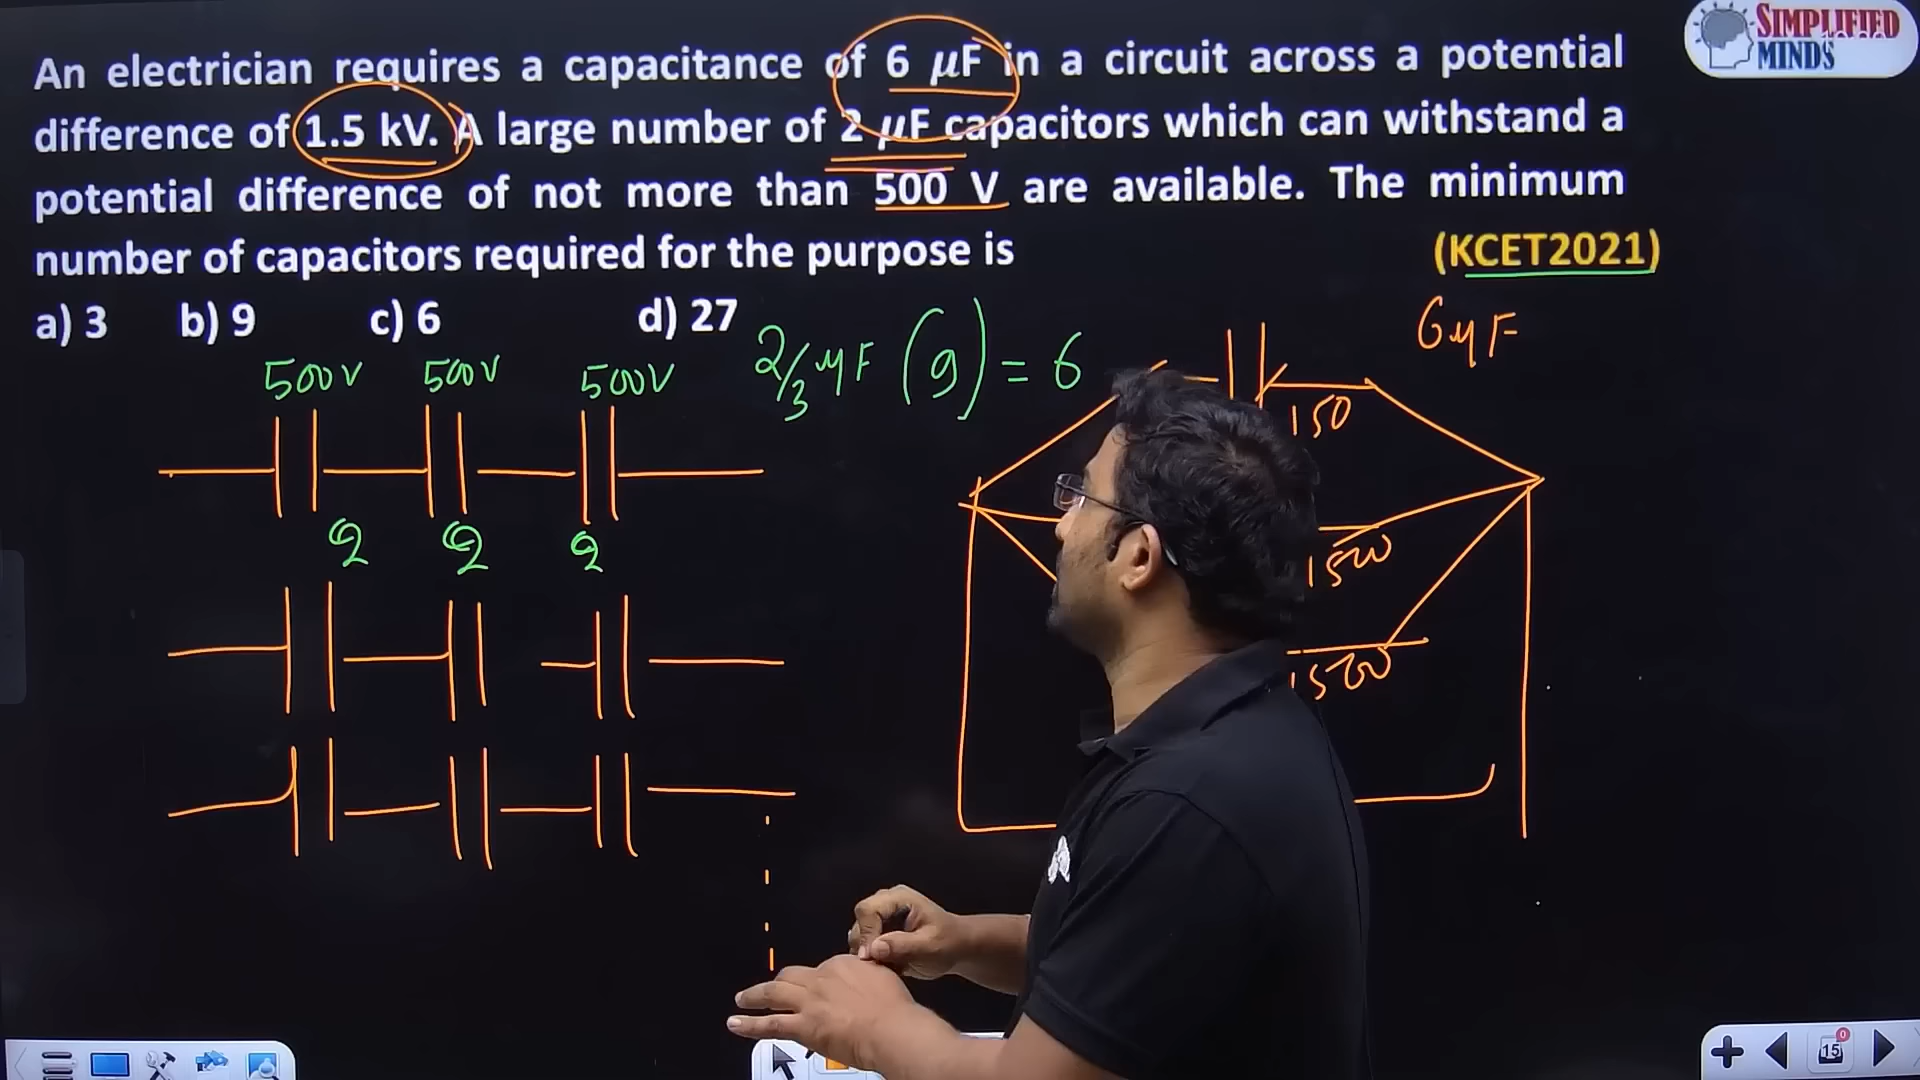 SIMPLIFIED
MINDS
An electrician requires a capacitance of 6 μF in a circuit across a potential
difference of 1.5 kV. A large number of 2 μF capacitors which can withstand a
potential difference of not more than 500 V are available. The minimum
number of capacitors required for the purpose is (KCET2021)
a) 3 b) 9 c) 6 d) 27
500V 500V 500V 2/3 μF (9) = 6 6μF
150
2 2 2 1500
1500
15
0